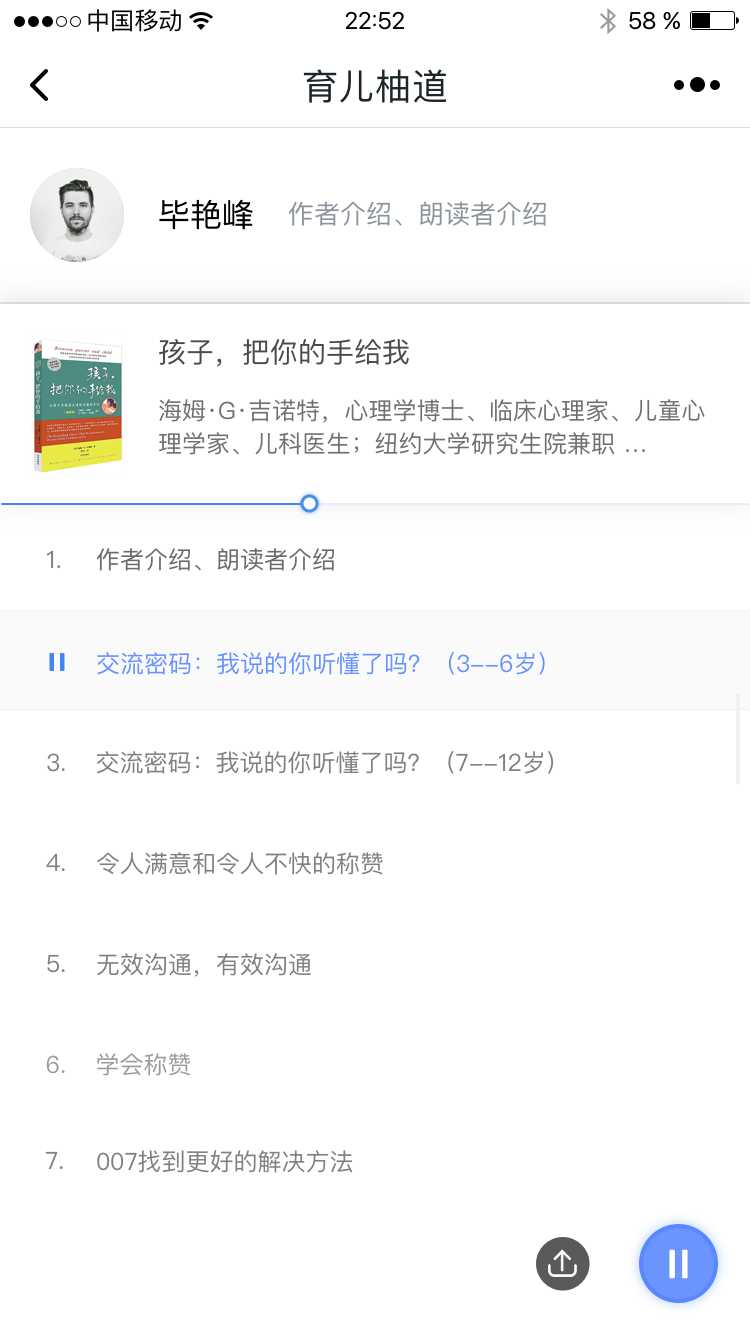 中国移动
22:52
58 %
育儿柚道
毕艳峰 作者介绍、朗读者介绍
Between parent and child
孩子，
把你的手给我
孩子，把你的手给我
孩子，把你的手给我
海姆·G·吉诺特，心理学博士、临床心理家、儿童心
理学家、儿科医生；纽约大学研究生院兼职 ...
1. 作者介绍、朗读者介绍
交流密码：我说的你听懂了吗？（3--6岁）
3. 交流密码：我说的你听懂了吗？（7--12岁）
4. 令人满意和令人不快的称赞
5. 无效沟通，有效沟通
6. 学会称赞
7. 007找到更好的解决方法